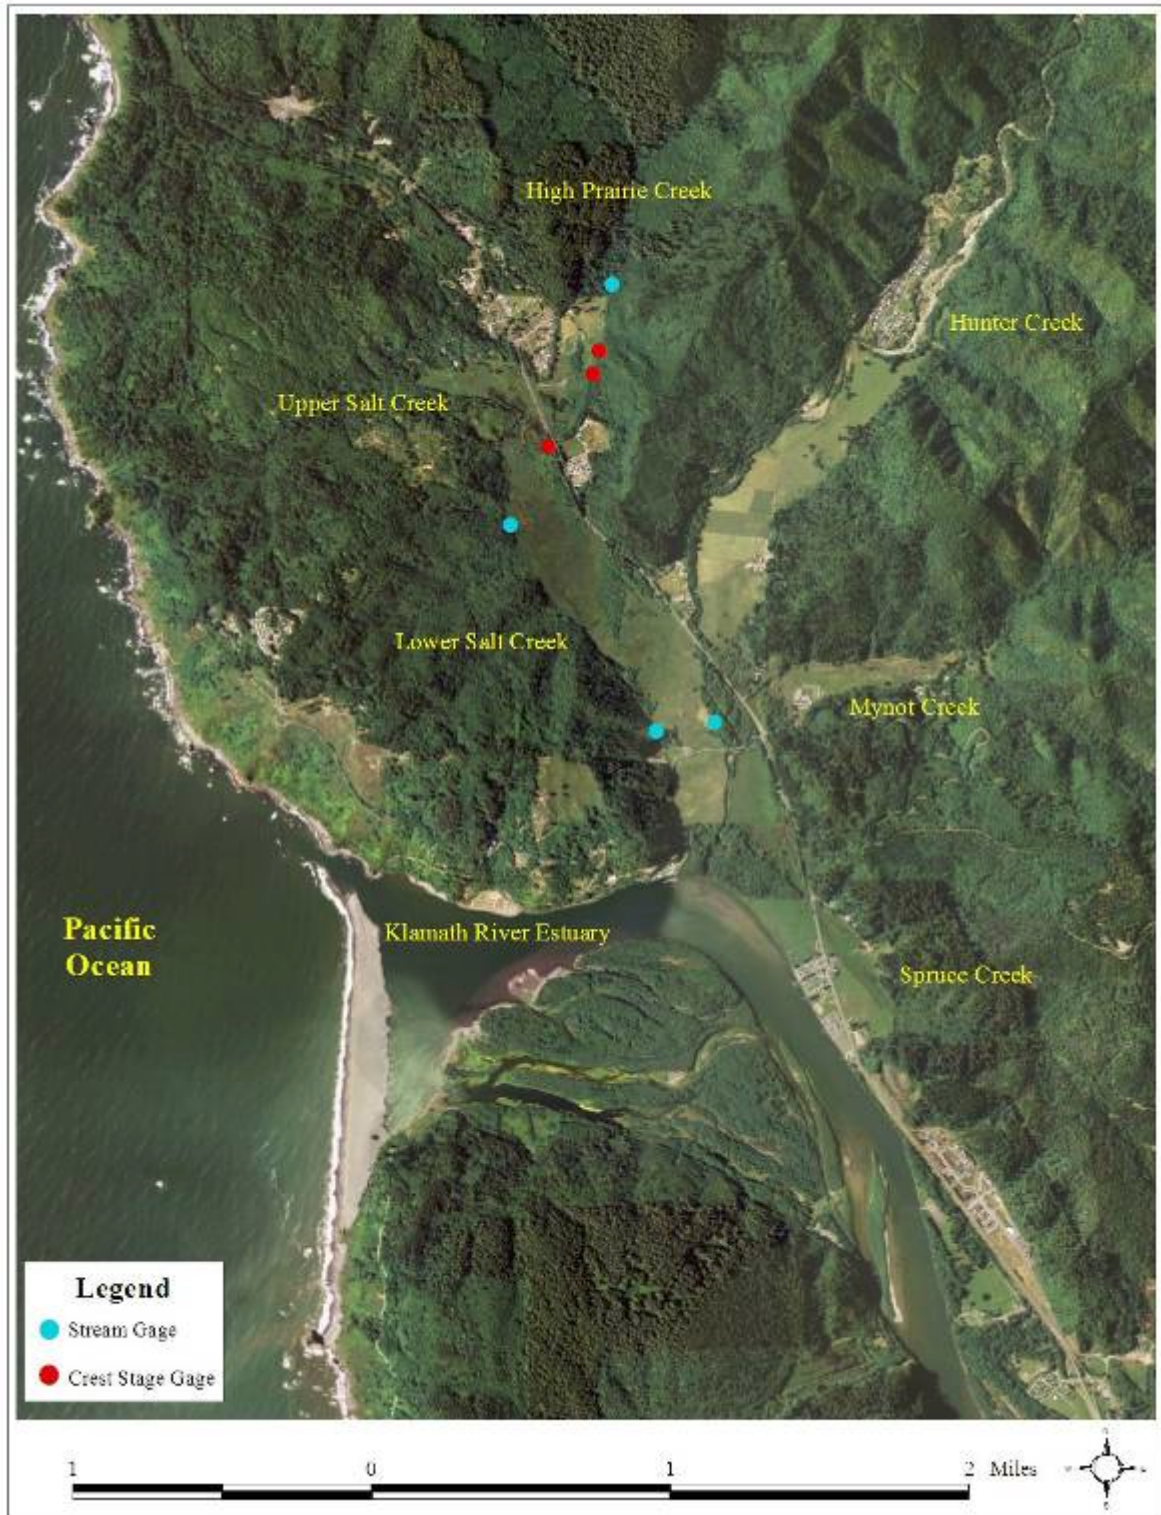 High Prairie Creek
Hunter Creek
Upper Salt Creek
Lower Salt Creek
Mynot Creek
Pacific
Ocean
Klamath River Estuary
Spruce Creek
Legend
Stream Gage
Crest Stage Gage
1 0 1 2 Miles